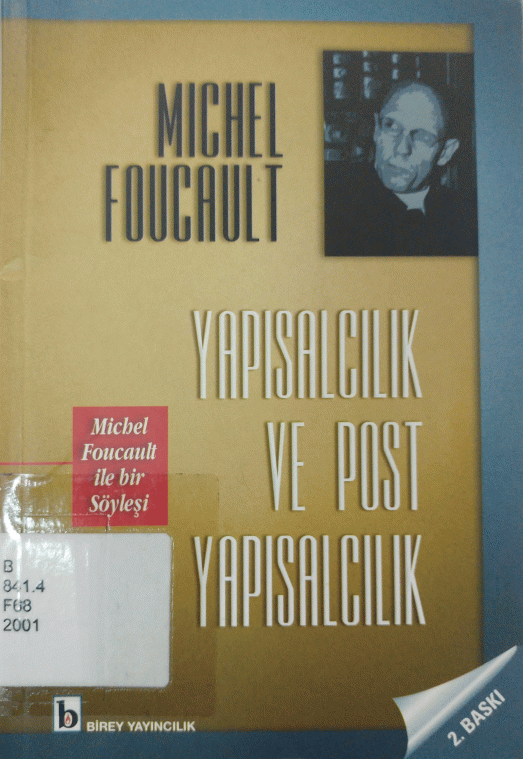 MICHEL
FOUCAULT
YAPISALCILIK
VE POST
YAPISALCILIK
Michel
Foucault
ile bir
Söyleşi
B
841.4
F68
2001
b
BİREY YAYINCILIK
2. BASKI